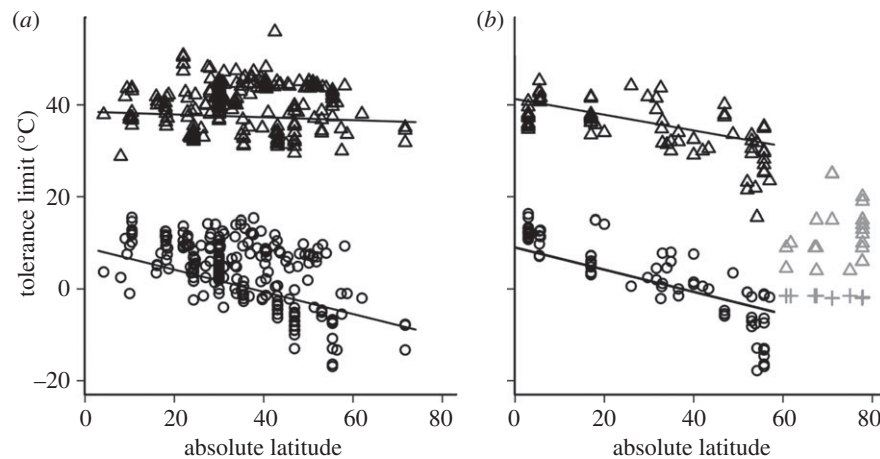 (a)
(b)
tolerance limit (°C)
40
20
0
–20
0 20 40 60 80
0 20 40 60 80
absolute latitude
absolute latitude